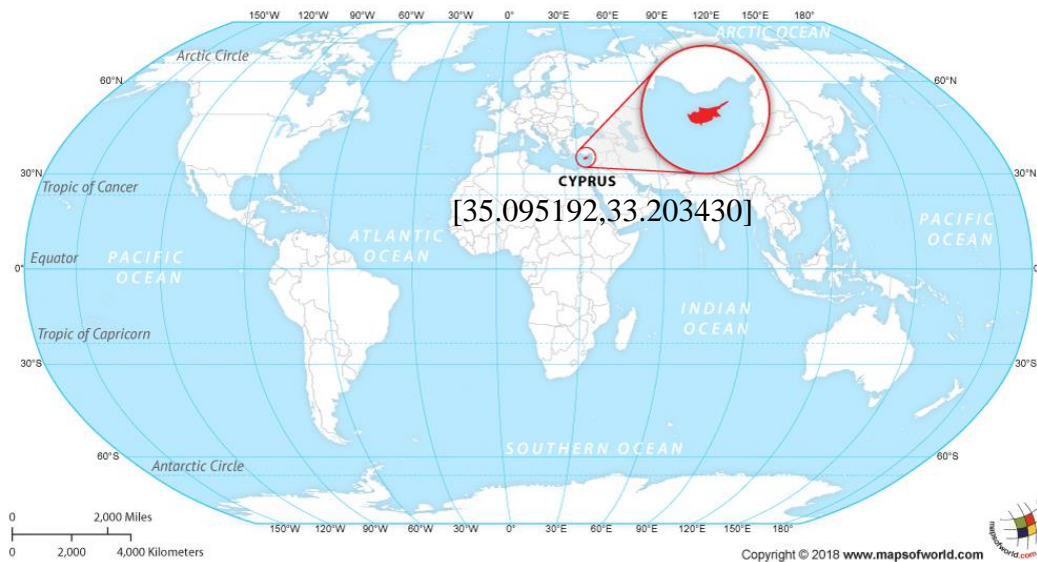 150°W 120°W 90°W 60°W 30°W 0° 30°E 60°E 90°E 120°E 150°E 180°
ARCTIC OCEAN
Arctic Circle
60°N 60°N
30°N 30°N
CYPRUS
Tropic of Cancer
[35.095192,33.203430]
ATLANTIC
OCEAN
PACIFIC
OCEAN
Equator
PACIFIC
OCEAN
0° 0
INDIAN
OCEAN
Tropic of Capricorn
30°S 30°S
SOUTHERN OCEAN
60°S 60°S
Antarctic Circle
150°W 120°W 90°W 60°W 30°W 0° 30°E 60°E 90°E 120°E 150°E 180°
0 2,000 Miles
0 2,000 4,000 Kilometers
Copyright © 2018 www.mapsofworld.com
mapsofworld.com